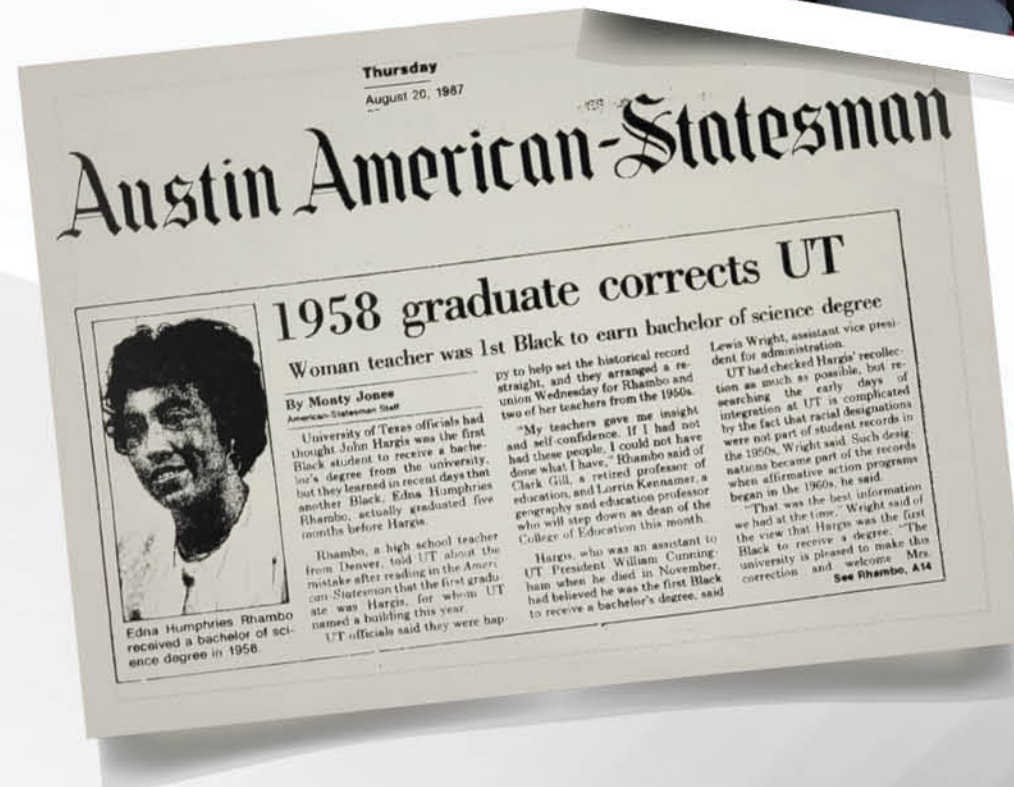 Thursday
August 20, 1987
Austin American-Statesman
1958 graduate corrects UT
Woman teacher was 1st Black to earn bachelor of science degree
By Monty Jones
American-Statesman Staff
University of Texas officials had
thought John Hargis was the first
Black student to receive a bache-
lor's degree from the university,
but they learned in recent days that
another Black, Edna Humphries
Rhambo, actually graduated five
months before Hargis.
Rhambo, a high school teacher
from Denver, told UT about the
mistake after reading in the Ameri-
can-Statesman that the first gradu-
ate was Hargis, for whom UT
named a building this year.
UT officials said they were hap-
py to help set the historical record
straight, and they arranged a re-
union Wednesday for Rhambo and
two of her teachers from the 1950s.
"My teachers gave me insight
and self-confidence. If I had not
had these people, I could not have
done what I have," Rhambo said of
Clark Gill, a retired professor of
education, and Lorrin Kennamer, a
geography and education professor
who will step down as dean of the
College of Education this month.
Hargis, who was an assistant to
UT President William Cunning-
ham when he died in November,
had believed he was the first Black
to receive a bachelor's degree, said
Lewis Wright, assistant vice presi-
dent for administration.
UT had checked Hargis' recollec-
tion as much as possible, but re-
searching the early days of
integration at UT is complicated
by the fact that racial designations
were not part of student records in
the 1950s, Wright said. Such desig-
nations became part of the records
when affirmative action programs
began in the 1960s, he said.
"That was the best information
we had at the time," Wright said of
the view that Hargis was the first
Black to receive a degree. "The
university is pleased to make this
correction and welcome Mrs.
See Rhambo, A14
Edna Humphries Rhambo
received a bachelor of sci-
ence degree in 1958.